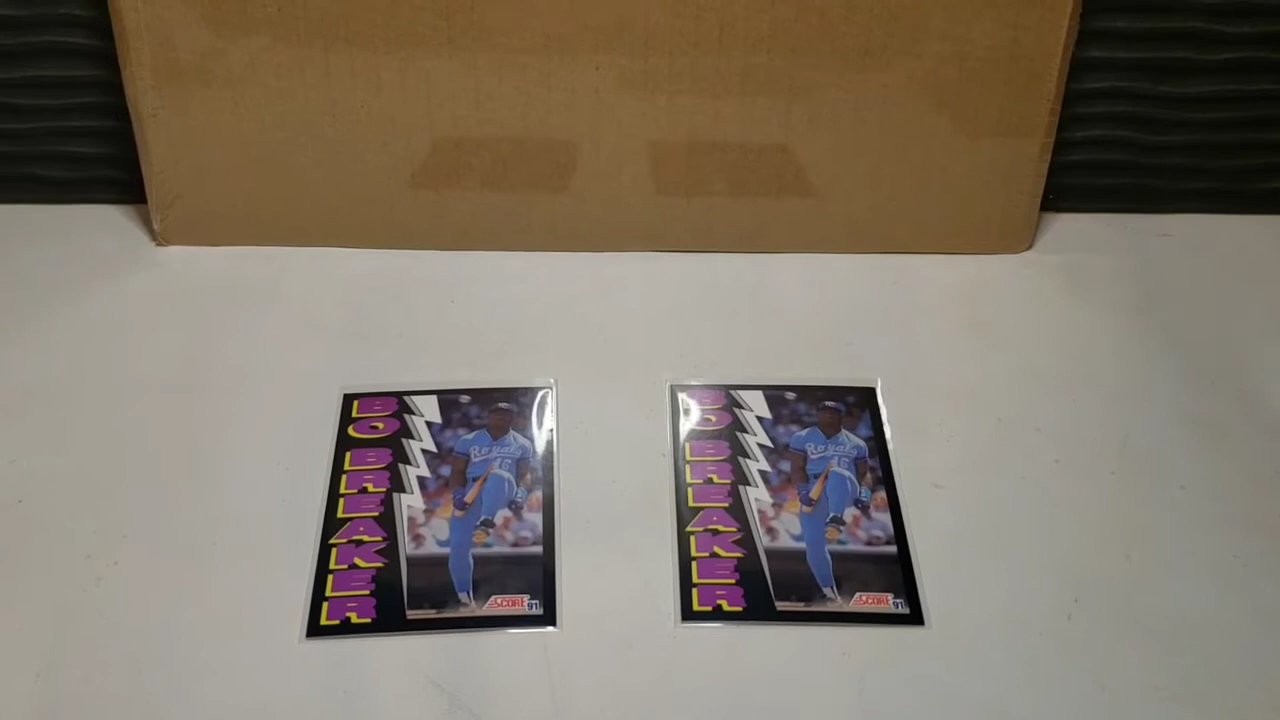 BO
BREAKER
Royals
16
SCORE
91
BO
BREAKER
Royals
16
SCORE
91